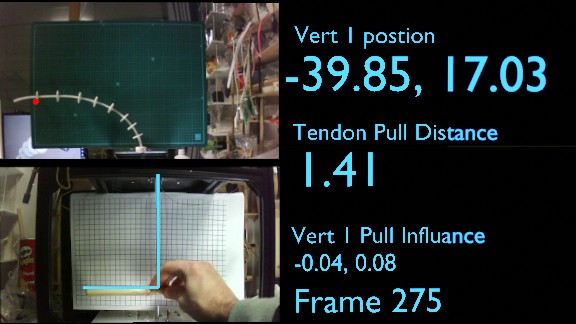 Vert 1 postion
-39.85, 17.03
Tendon Pull Distance
1.41
Vert 1 Pull Influance
-0.04, 0.08
Frame 275